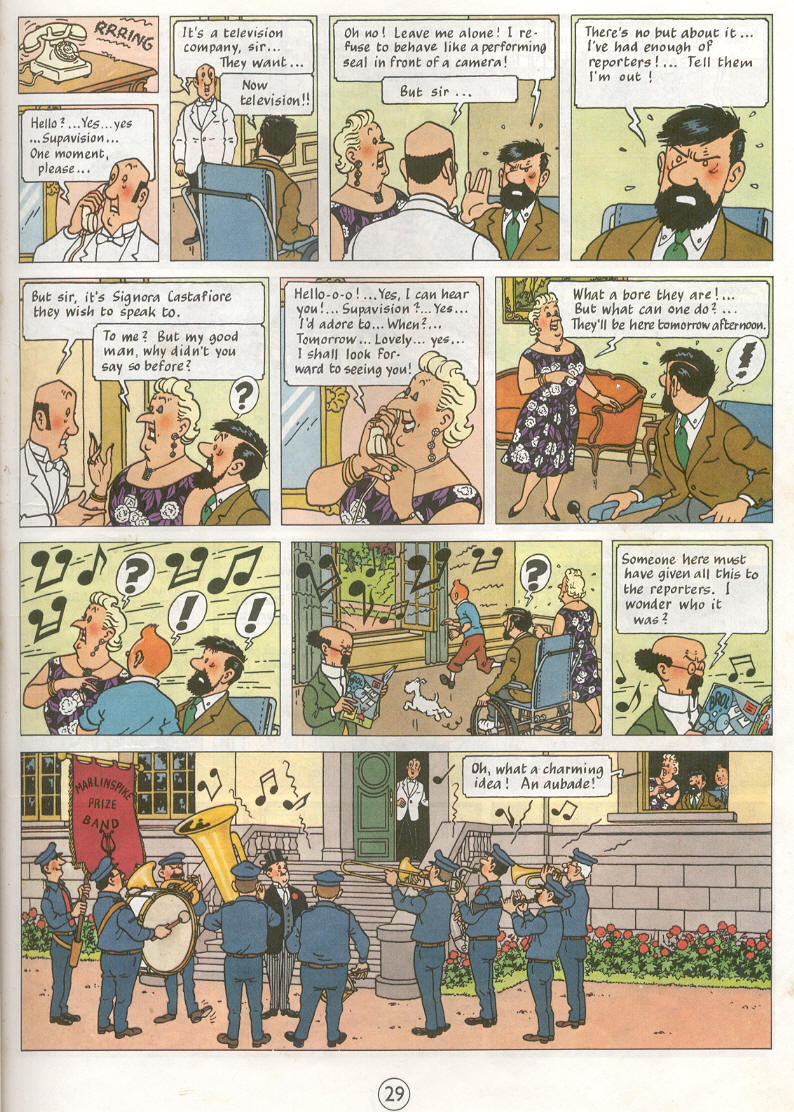 RRRING
Hello?...Yes...yes
...Supavision...
One moment,
please...
It's a television
company, sir...
They want...
Now
television!!
Oh no! Leave me alone! I re-
fuse to behave like a performing
seal in front of a camera!
But sir ...
There's no but about it...
I've had enough of
reporters!... Tell them
I'm out!
But sir, it's Signora Castafiore
they wish to speak to.
To me? But my good
man, why didn't you
say so before?
?
Hello-o-o!...Yes, I can hear
you!...Supavision?...Yes...
I'd adore to...When?...
Tomorrow... Lovely... yes...
I shall look for-
ward to seeing you!
What a bore they are!...
But what can one do?...
They'll be here tomorrow afternoon.
!
?
!
!
?
Someone here must
have given all this to
the reporters. I
wonder who it
was?
MARLINSPIKE
PRIZE
BAND
Oh, what a charming
idea! An aubade!
29